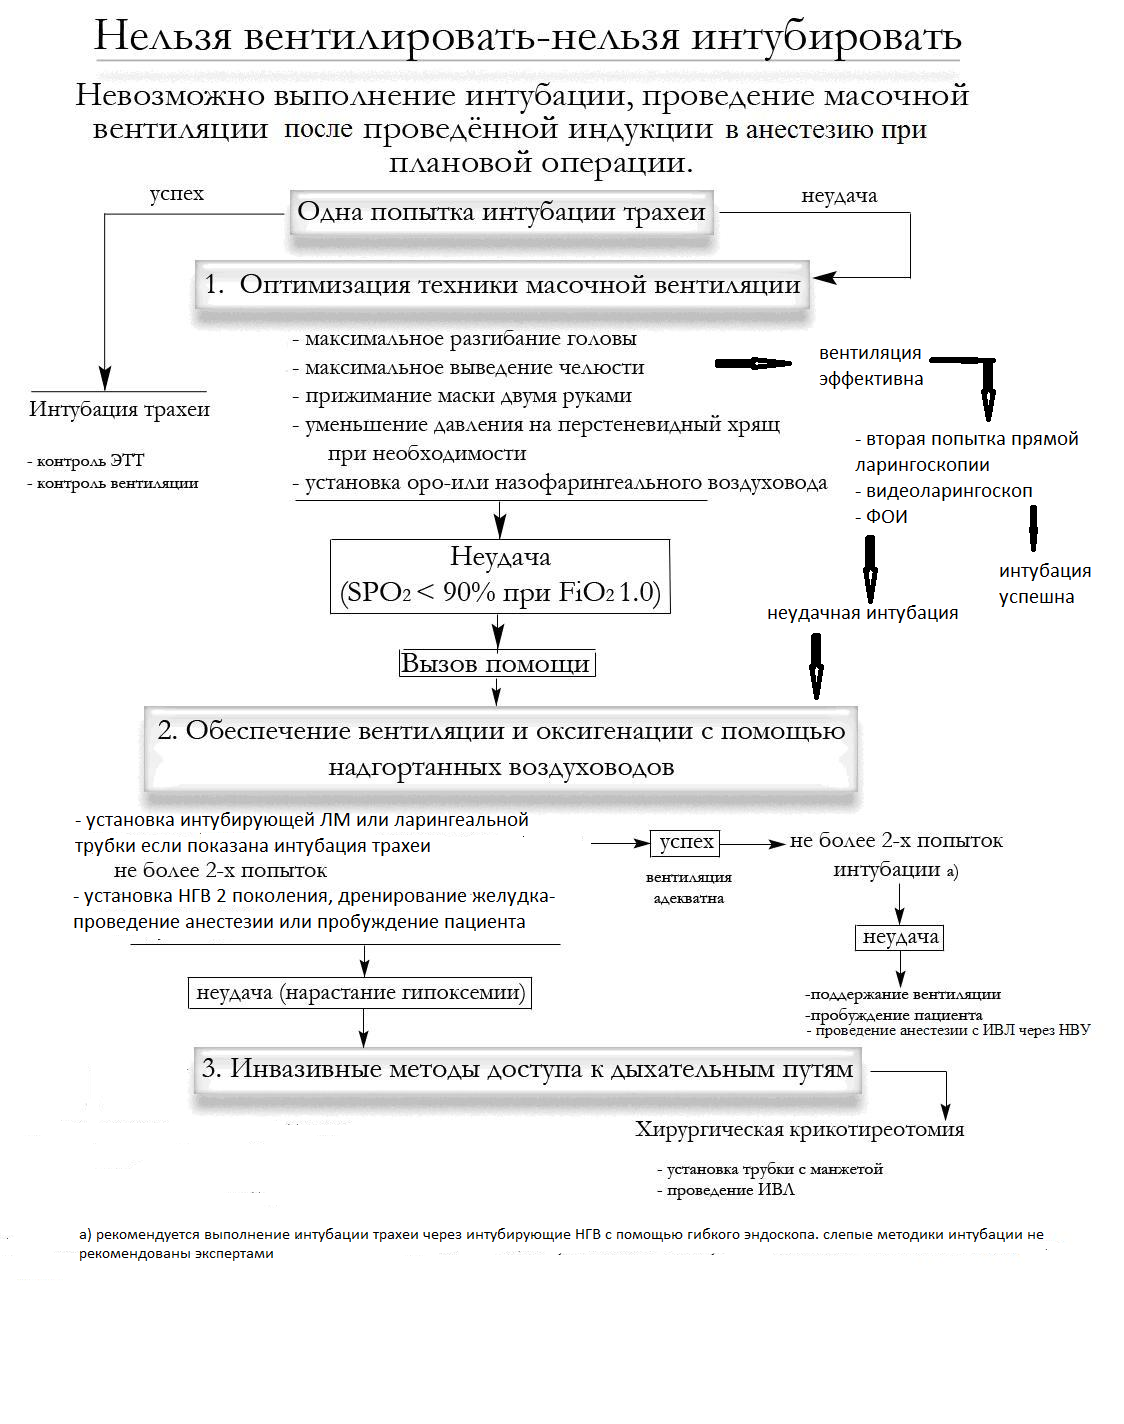 Нельзя вентилировать-нельзя интубировать
Невозможно выполнение интубации, проведение масочной
вентиляции после проведённой индукции в анестезию при
плановой операции.
успех
неудача
Одна попытка интубации трахеи
1. Оптимизация техники масочной вентиляции
- максимальное разгибание головы
- максимальное выведение челюсти
- прижимание маски двумя руками
- уменьшение давления на перстеневидный хрящ
при необходимости
- установка оро-или назофарингеального воздуховода
вентиляция
эффективна
Интубация трахеи
- контроль ЭТТ
- контроль вентиляции
- вторая попытка прямой
ларингоскопии
- видеоларингоскоп
- ФОИ
интубация
успешна
неудачная интубация
Неудача
(SPO2 < 90% при FiO2 1.0)
Вызов помощи
2. Обеспечение вентиляции и оксигенации с помощью
надгортанных воздуховодов
- установка интубирующей ЛМ или ларингеальной
трубки если показана интубация трахеи
не более 2-х попыток
- установка НГВ 2 поколения, дренирование желудка-
проведение анестезии или пробуждение пациента
успех
вентиляция
адекватна
не более 2-х попыток
интубации а)
неудача
-поддержание вентиляции
-пробуждение пациента
- проведение анестезии с ИВЛ через НВУ
неудача (нарастание гипоксемии)
3. Инвазивные методы доступа к дыхательным путям
Хирургическая крикотиреотомия
- установка трубки с манжетой
- проведение ИВЛ
а) рекомендуется выполнение интубации трахеи через интубирующие НГВ с помощью гибкого эндоскопа. слепые методики интубации не
рекомендованы экспертами